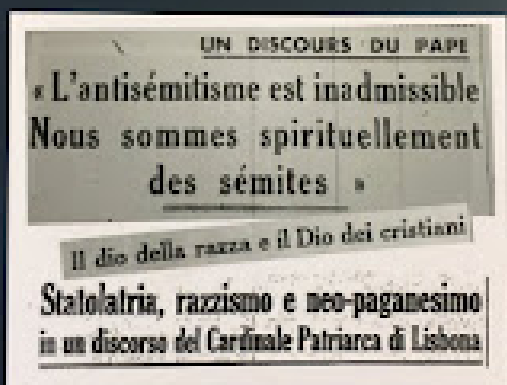 UN DISCOURS DU PAPE
« L'antisémitisme est inadmissible
Nous sommes spirituellement
des sémites »
Il dio della razza e il Dio dei cristiani
Statolatria, razzismo e neo-paganesimo
in un discorso del Cardinale Patriarca di Lisbona